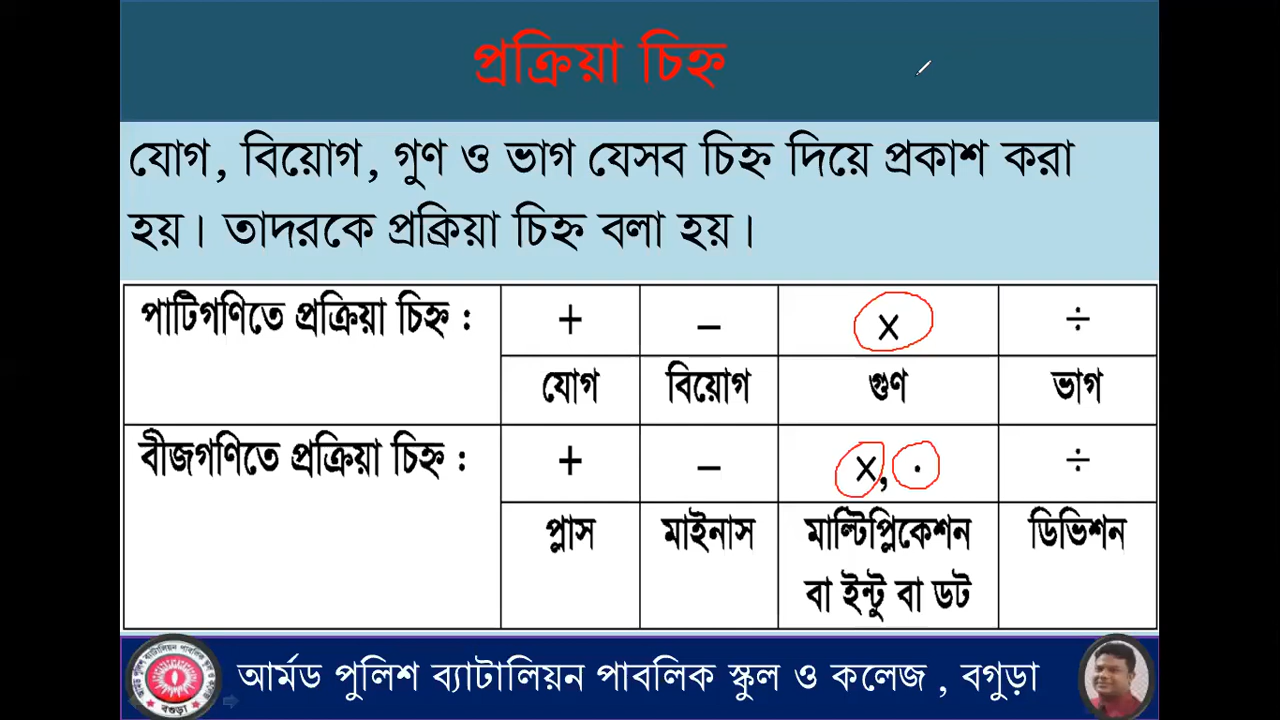 প্রক্রিয়া চিহ্ন
যোগ, বিয়োগ, গুণ ও ভাগ যেসব চিহ্ন দিয়ে প্রকাশ করা
হয়। তাদরকে প্রক্রিয়া চিহ্ন বলা হয়।
পাটিগণিতে প্রক্রিয়া চিহ্ন : + − × ÷
যোগ বিয়োগ গুণ ভাগ
বীজগণিতে প্রক্রিয়া চিহ্ন : + − ×, · ÷
প্লাস মাইনাস মাল্টিপ্লিকেশন ডিভিশন
বা ইন্টু বা ডট
আর্মড পুলিশ ব্যাটালিয়ন পাবলিক স্কুল ও কলেজ , বগুড়া
বগুড়া